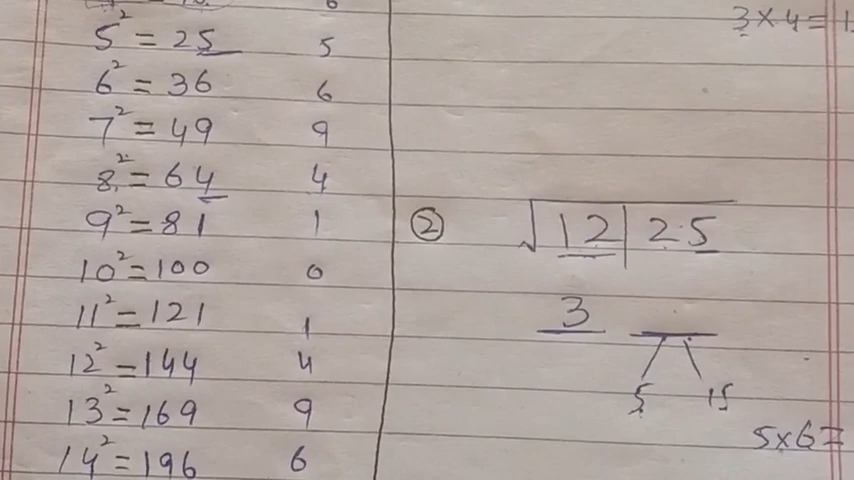 5² = 25 5
6² = 36 6
7² = 49 9
8² = 64 4
9² = 81 1
10² = 100 0
11² = 121 1
12² = 144 4
13² = 169 9
14² = 196 6
3 × 4 = 1
② √12|25
3
5 15
5×6=